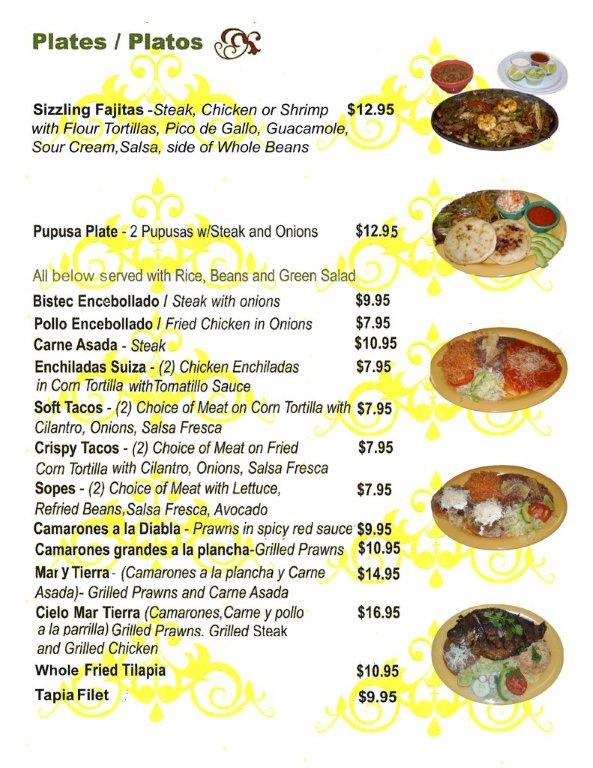 Plates / Platos
Sizzling Fajitas -Steak, Chicken or Shrimp $12.95
with Flour Tortillas, Pico de Gallo, Guacamole,
Sour Cream,Salsa, side of Whole Beans
Pupusa Plate - 2 Pupusas w/Steak and Onions $12.95
All below served with Rice, Beans and Green Salad
Bistec Encebollado / Steak with onions $9.95
Pollo Encebollado / Fried Chicken in Onions $7.95
Carne Asada - Steak $10.95
Enchiladas Suiza - (2) Chicken Enchiladas $7.95
in Corn Tortilla withTomatillo Sauce
Soft Tacos - (2) Choice of Meat on Corn Tortilla with $7.95
Cilantro, Onions, Salsa Fresca
Crispy Tacos - (2) Choice of Meat on Fried $7.95
Corn Tortilla with Cilantro, Onions, Salsa Fresca
Sopes - (2) Choice of Meat with Lettuce, $7.95
Refried Beans,Salsa Fresca, Avocado
Camarones a la Diabla - Prawns in spicy red sauce $9.95
Camarones grandes a la plancha-Grilled Prawns $10.95
Mar y Tierra - (Camarones a la plancha y Carne $14.95
Asada)- Grilled Prawns and Carne Asada
Cielo Mar Tierra (Camarones,Carne y pollo $16.95
a la parrilla) Grilled Prawns. Grilled Steak
and Grilled Chicken
Whole Fried Tilapia $10.95
Tapia Filet $9.95